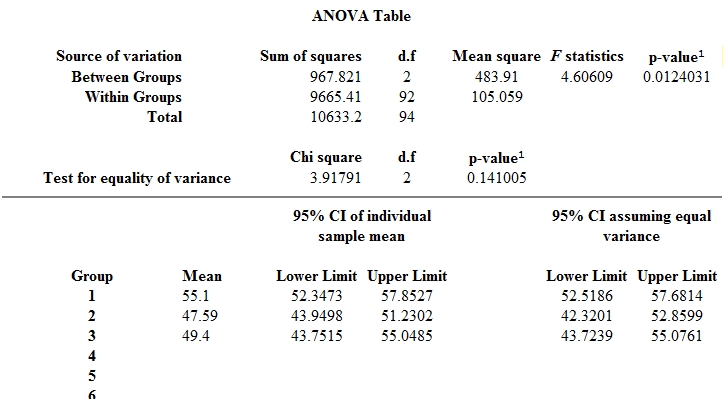 ANOVA Table
Source of variation Sum of squares d.f Mean square F statistics p-value¹
Between Groups 967.821 2 483.91 4.60609 0.0124031
Within Groups 9665.41 92 105.059
Total 10633.2 94
Chi square d.f p-value¹
Test for equality of variance 3.91791 2 0.141005
95% CI of individual 95% CI assuming equal
sample mean variance
Group Mean Lower Limit Upper Limit Lower Limit Upper Limit
1 55.1 52.3473 57.8527 52.5186 57.6814
2 47.59 43.9498 51.2302 42.3201 52.8599
3 49.4 43.7515 55.0485 43.7239 55.0761
4
5
6